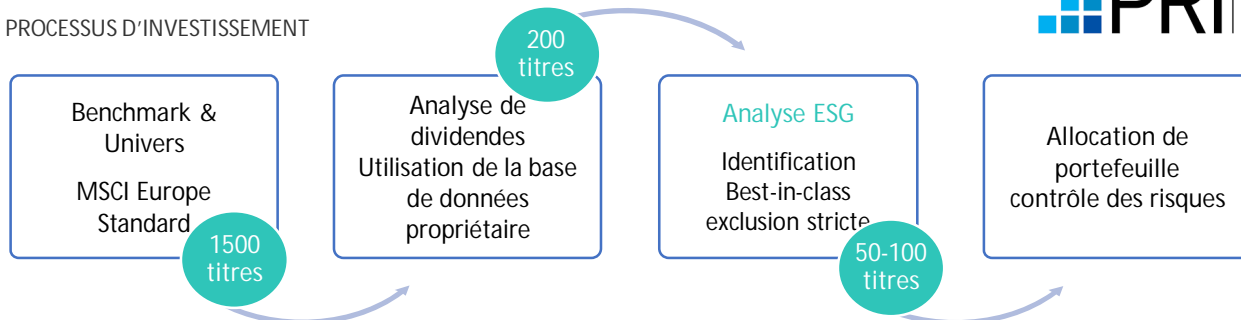 PROCESSUS D'INVESTISSEMENT
PRI
Benchmark &
Univers
MSCI Europe
Standard
1500
titres
Analyse de
dividendes
Utilisation de la base
de données
propriétaire
200
titres
Analyse ESG
Identification
Best-in-class
exclusion stricte
50-100
titres
Allocation de
portefeuille
contrôle des risques